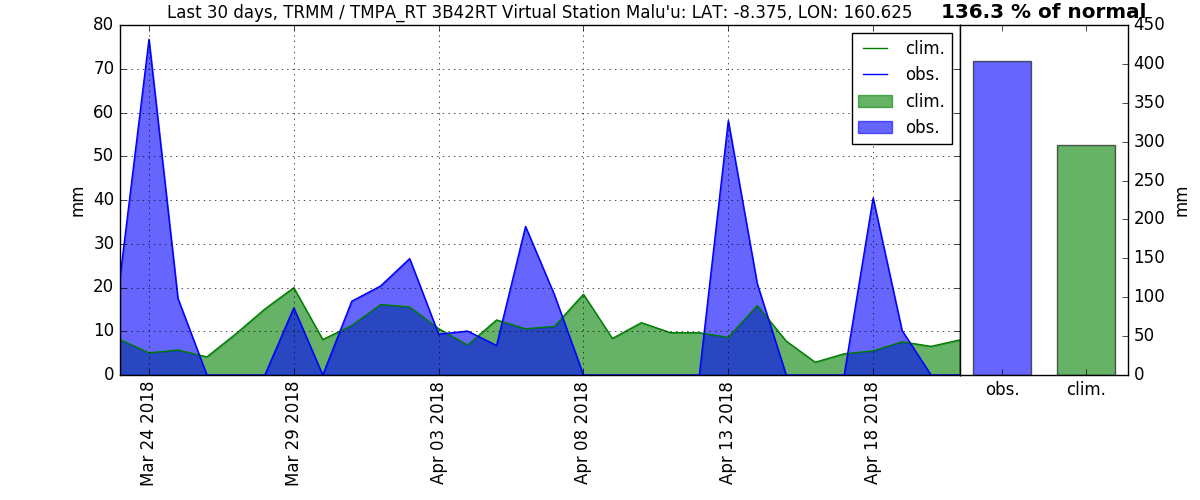 Last 30 days, TRMM / TMPA_RT 3B42RT Virtual Station Malu'u: LAT: -8.375, LON: 160.625
136.3 % of normal
80
70
60
50
40
30
20
10
0
mm
clim.
obs.
clim.
obs.
Mar 24 2018
Mar 29 2018
Apr 03 2018
Apr 08 2018
Apr 13 2018
Apr 18 2018
450
400
350
300
250
200
150
100
50
0
mm
obs.
clim.